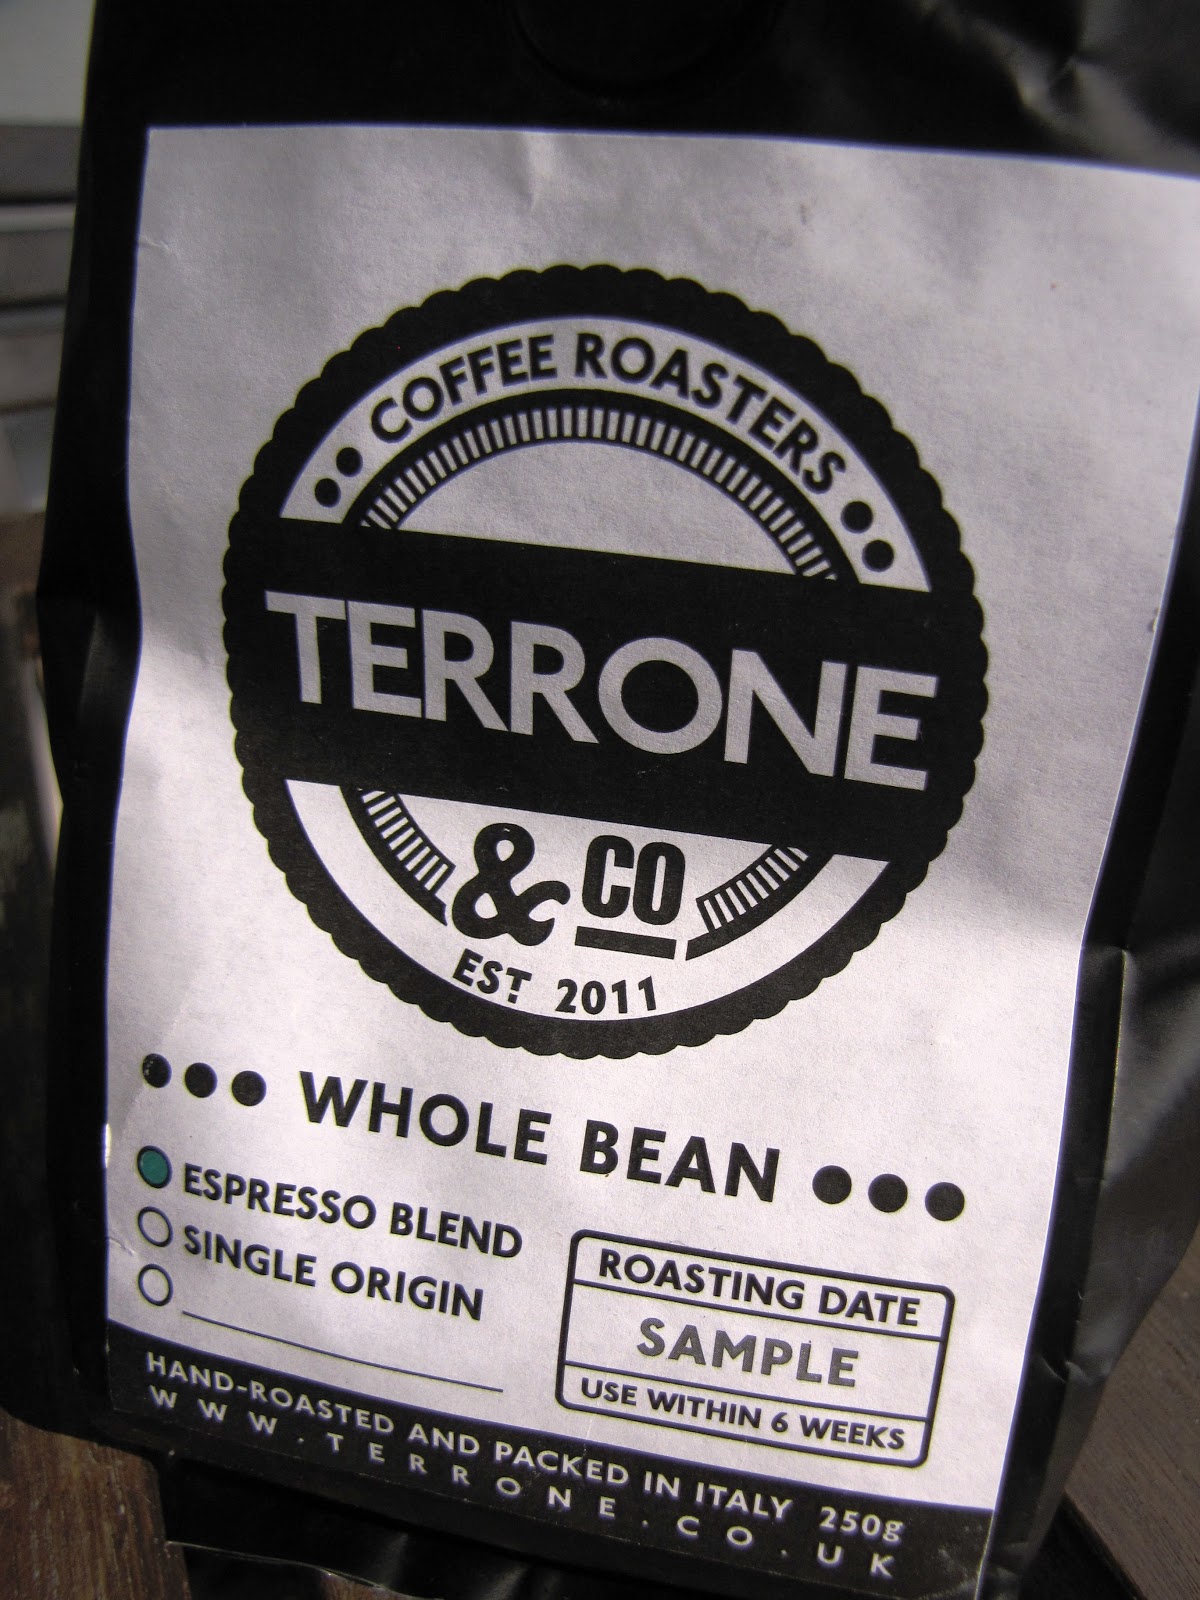 COFFEE ROASTERS
TERRONE
& CO
EST 2011
WHOLE BEAN
ESPRESSO BLEND
SINGLE ORIGIN
ROASTING DATE
SAMPLE
USE WITHIN 6 WEEKS
HAND-ROASTED AND PACKED IN ITALY 250g
WWW.TERRONE.CO.UK